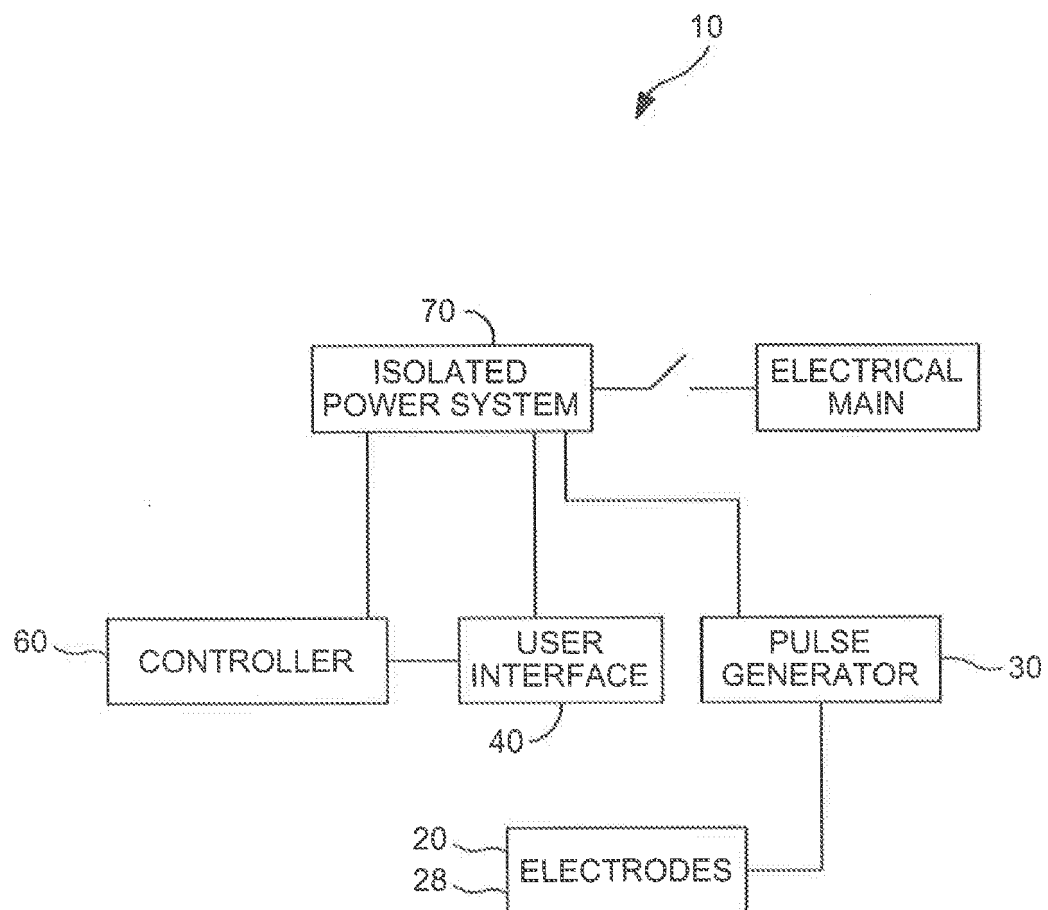 10
70
ISOLATED
POWER SYSTEM
ELECTRICAL
MAIN
60
CONTROLLER
USER
INTERFACE
40
PULSE
GENERATOR
30
20
28
ELECTRODES